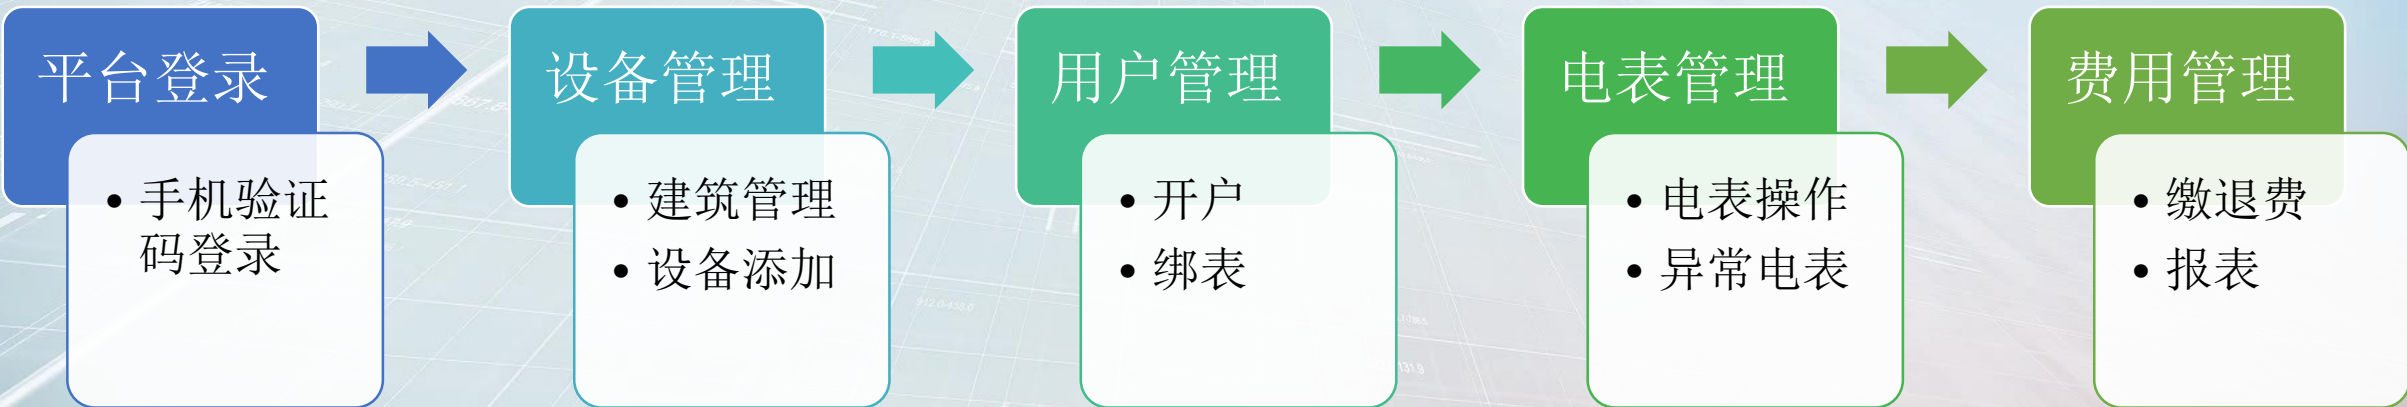 平台登录
• 手机验证
码登录
设备管理
• 建筑管理
• 设备添加
用户管理
• 开户
• 绑表
电表管理
• 电表操作
• 异常电表
费用管理
• 缴退费
• 报表